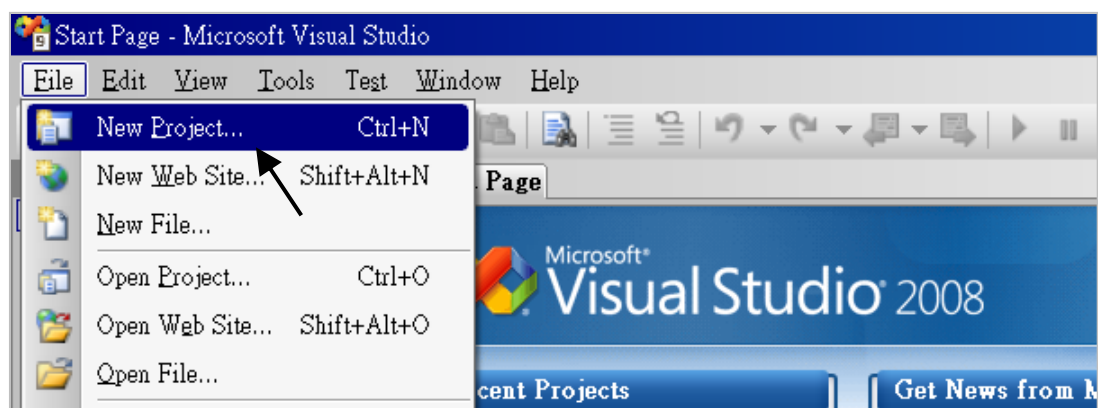 Start Page - Microsoft Visual Studio
File Edit View Tools Test Window Help
New Project... Ctrl+N
New Web Site... Shift+Alt+N
Page
New File...
Microsoft®
Visual Studio® 2008
Open Project... Ctrl+O
Open Web Site... Shift+Alt+O
Open File...
cent Projects
Get News from M